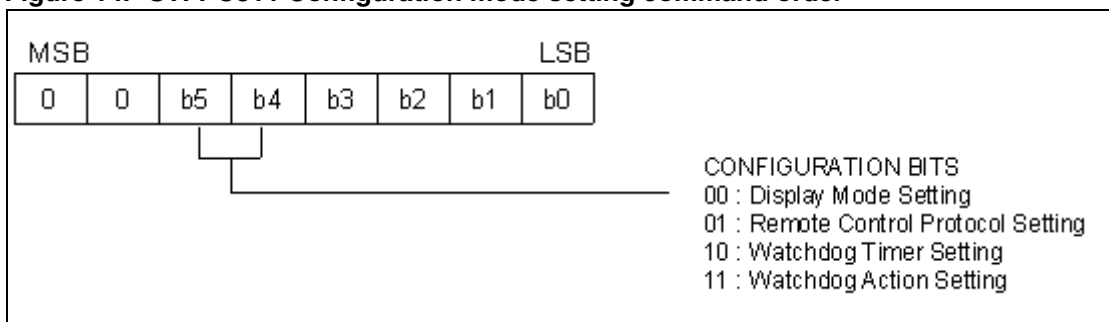 MSB LSB
0 0 b5 b4 b3 b2 b1 b0
CONFIGURATION BITS
00 : Display Mode Setting
01 : Remote Control Protocol Setting
10 : Watchdog Timer Setting
11 : Watchdog Action Setting